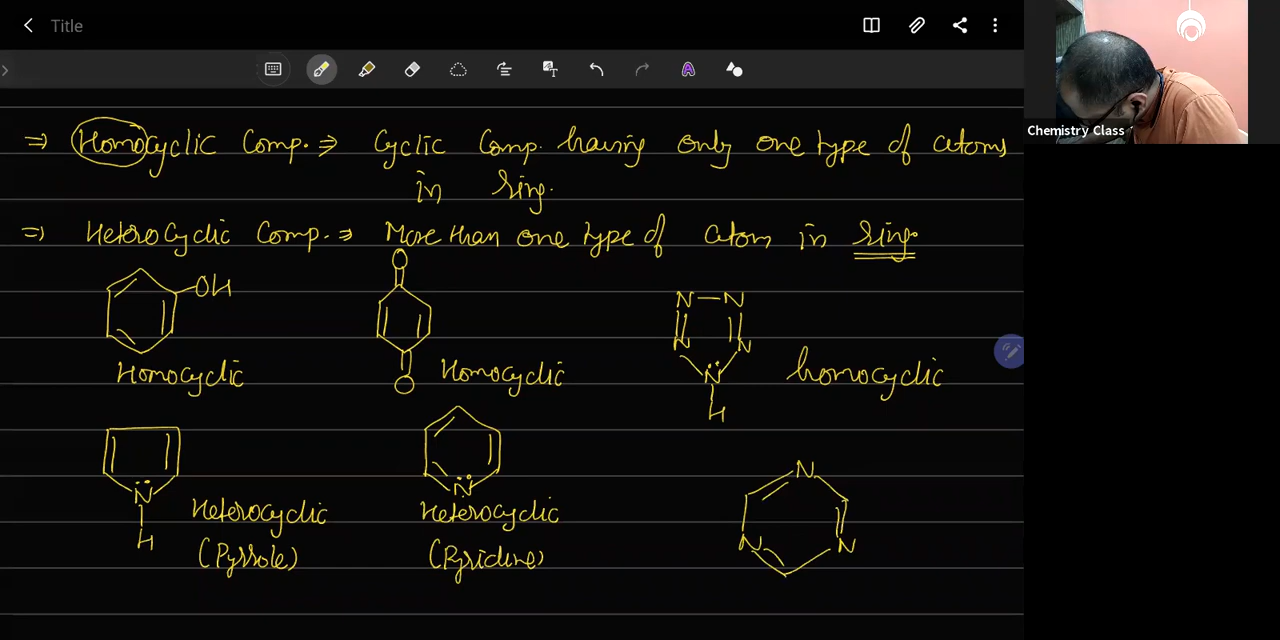 Title
Chemistry Class
⇒ Homocyclic Comp. ⇒ Cyclic Comp. having only one type of atoms
in ring.
⇒ HeteroCyclic Comp. ⇒ More than one type of atom in ring.
OH
O
O
N N
N N
N
H
Homocyclic
Homocyclic
homocyclic
N
H
N
N
N N
Heterocyclic
Heterocyclic
(Pyrrole)
(Pyridine)